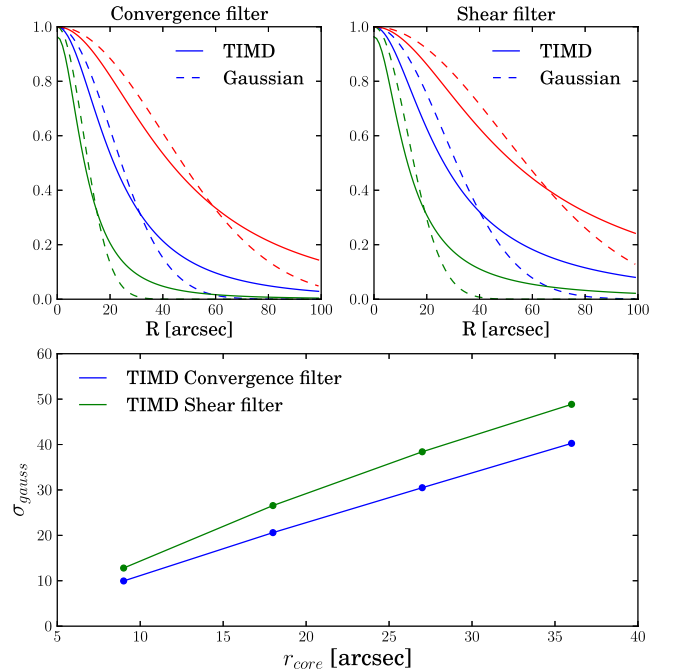 Convergence filter
1.0
0.8
0.6
0.4
0.2
0.0
TIMD
Gaussian
0 20 40 60 80 100
R [arcsec]
Shear filter
1.0
0.8
0.6
0.4
0.2
0.0
TIMD
Gaussian
0 20 40 60 80 100
R [arcsec]
60
50
40
30
20
10
0
σgauss
TIMD Convergence filter
TIMD Shear filter
5 10 15 20 25 30 35 40
rcore [arcsec]